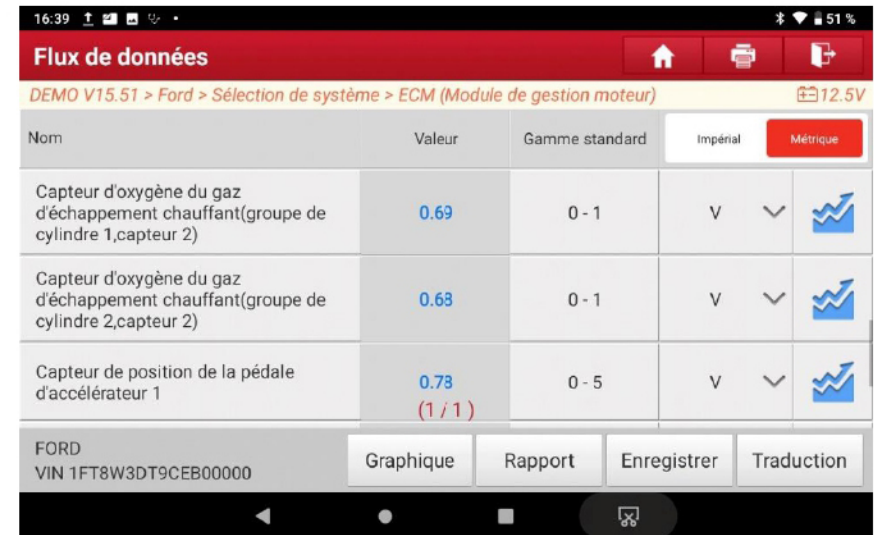 16:39
51 %
Flux de données
DEMO V15.51 > Ford > Sélection de système > ECM (Module de gestion moteur)
12.5V
Nom
Valeur
Gamme standard
Impérial
Métrique
Capteur d'oxygène du gaz
d'échappement chauffant(groupe de
cylindre 1,capteur 2)
0.69
0 - 1
V
Capteur d'oxygène du gaz
d'échappement chauffant(groupe de
cylindre 2,capteur 2)
0.68
0 - 1
V
Capteur de position de la pédale
d'accélérateur 1
0.78
(1 / 1 )
0 - 5
V
FORD
VIN 1FT8W3DT9CEB00000
Graphique
Rapport
Enregistrer
Traduction